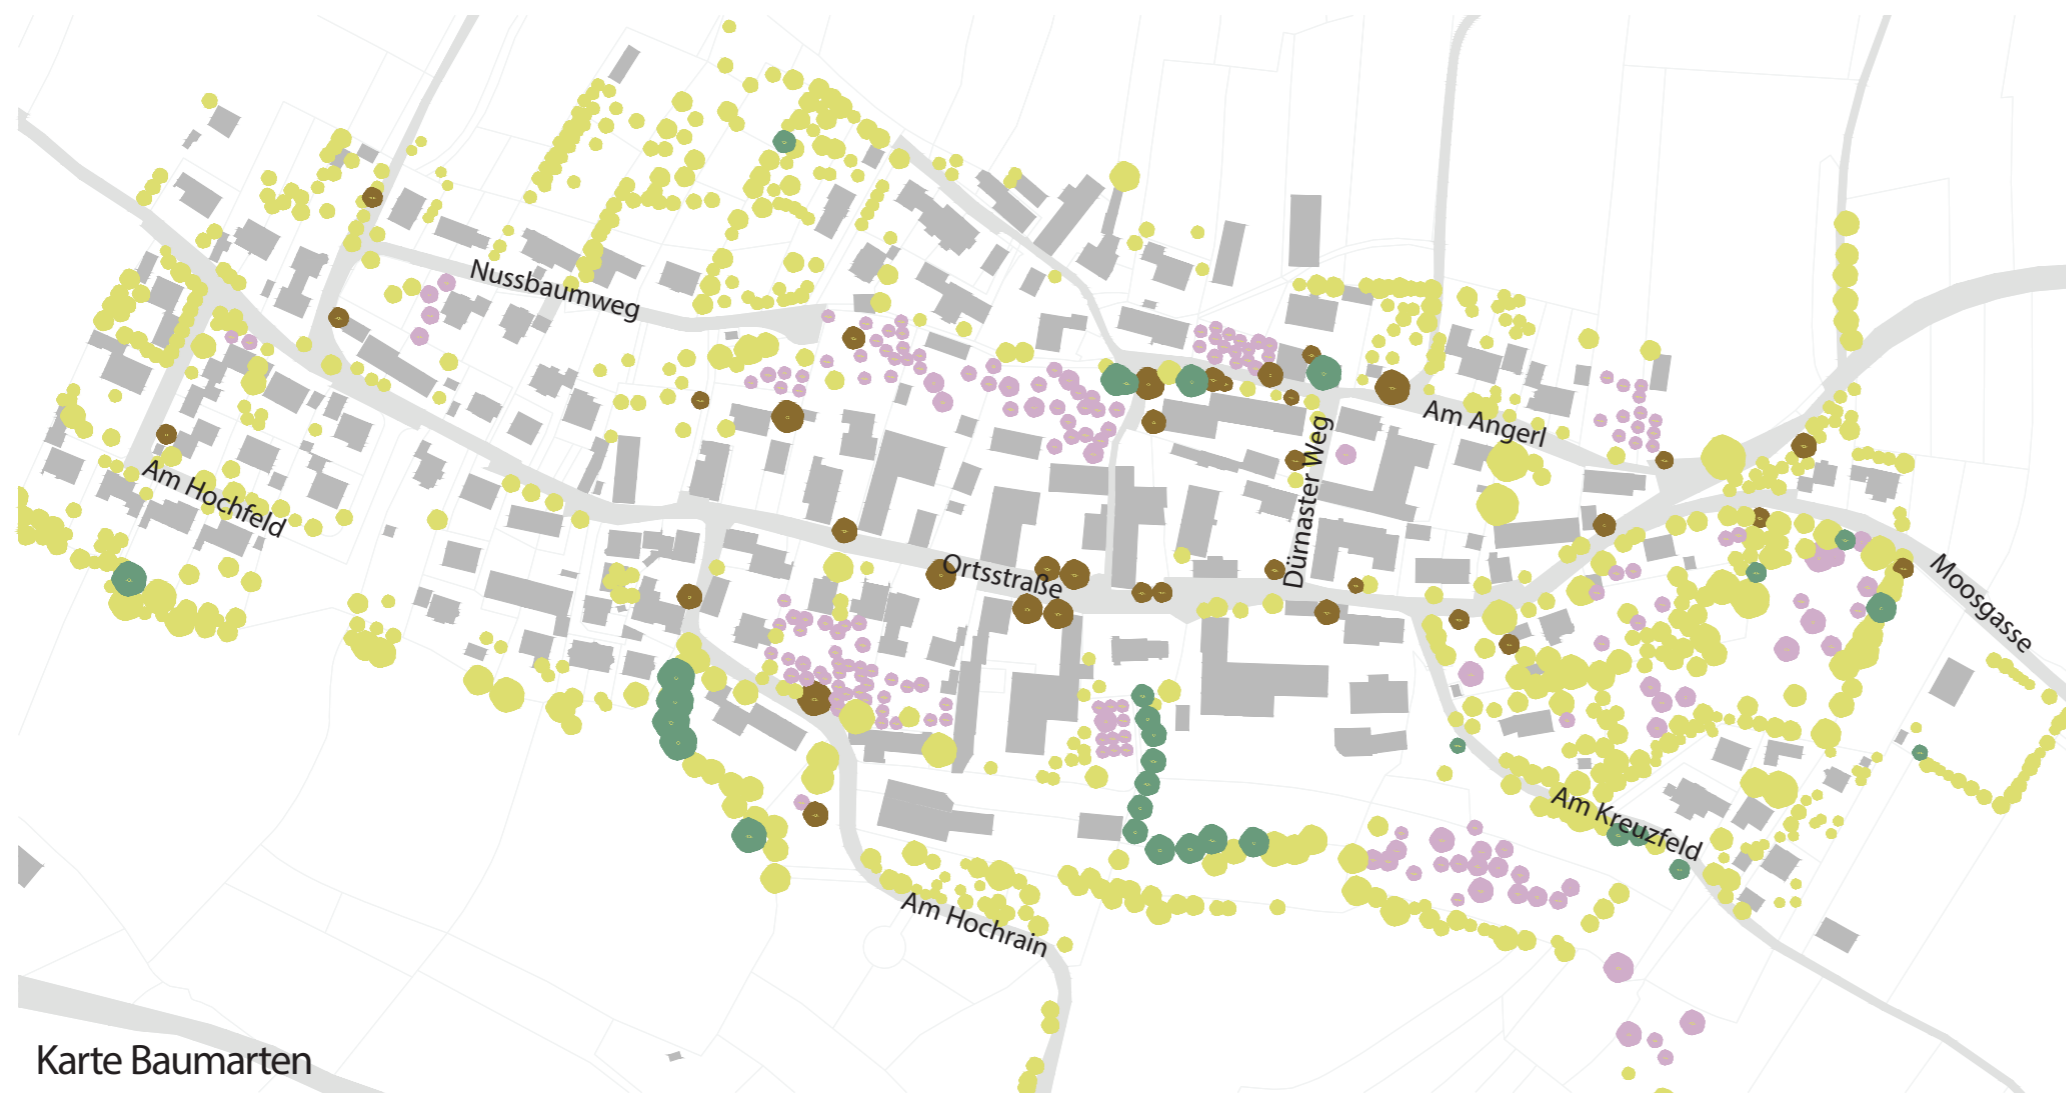 Nussbaumweg
Am Angerl
Dürnaster Weg
Am Hochfeld
Ortsstraße
Moosgasse
Am Kreuzfeld
Am Hochrain
Karte Baumarten